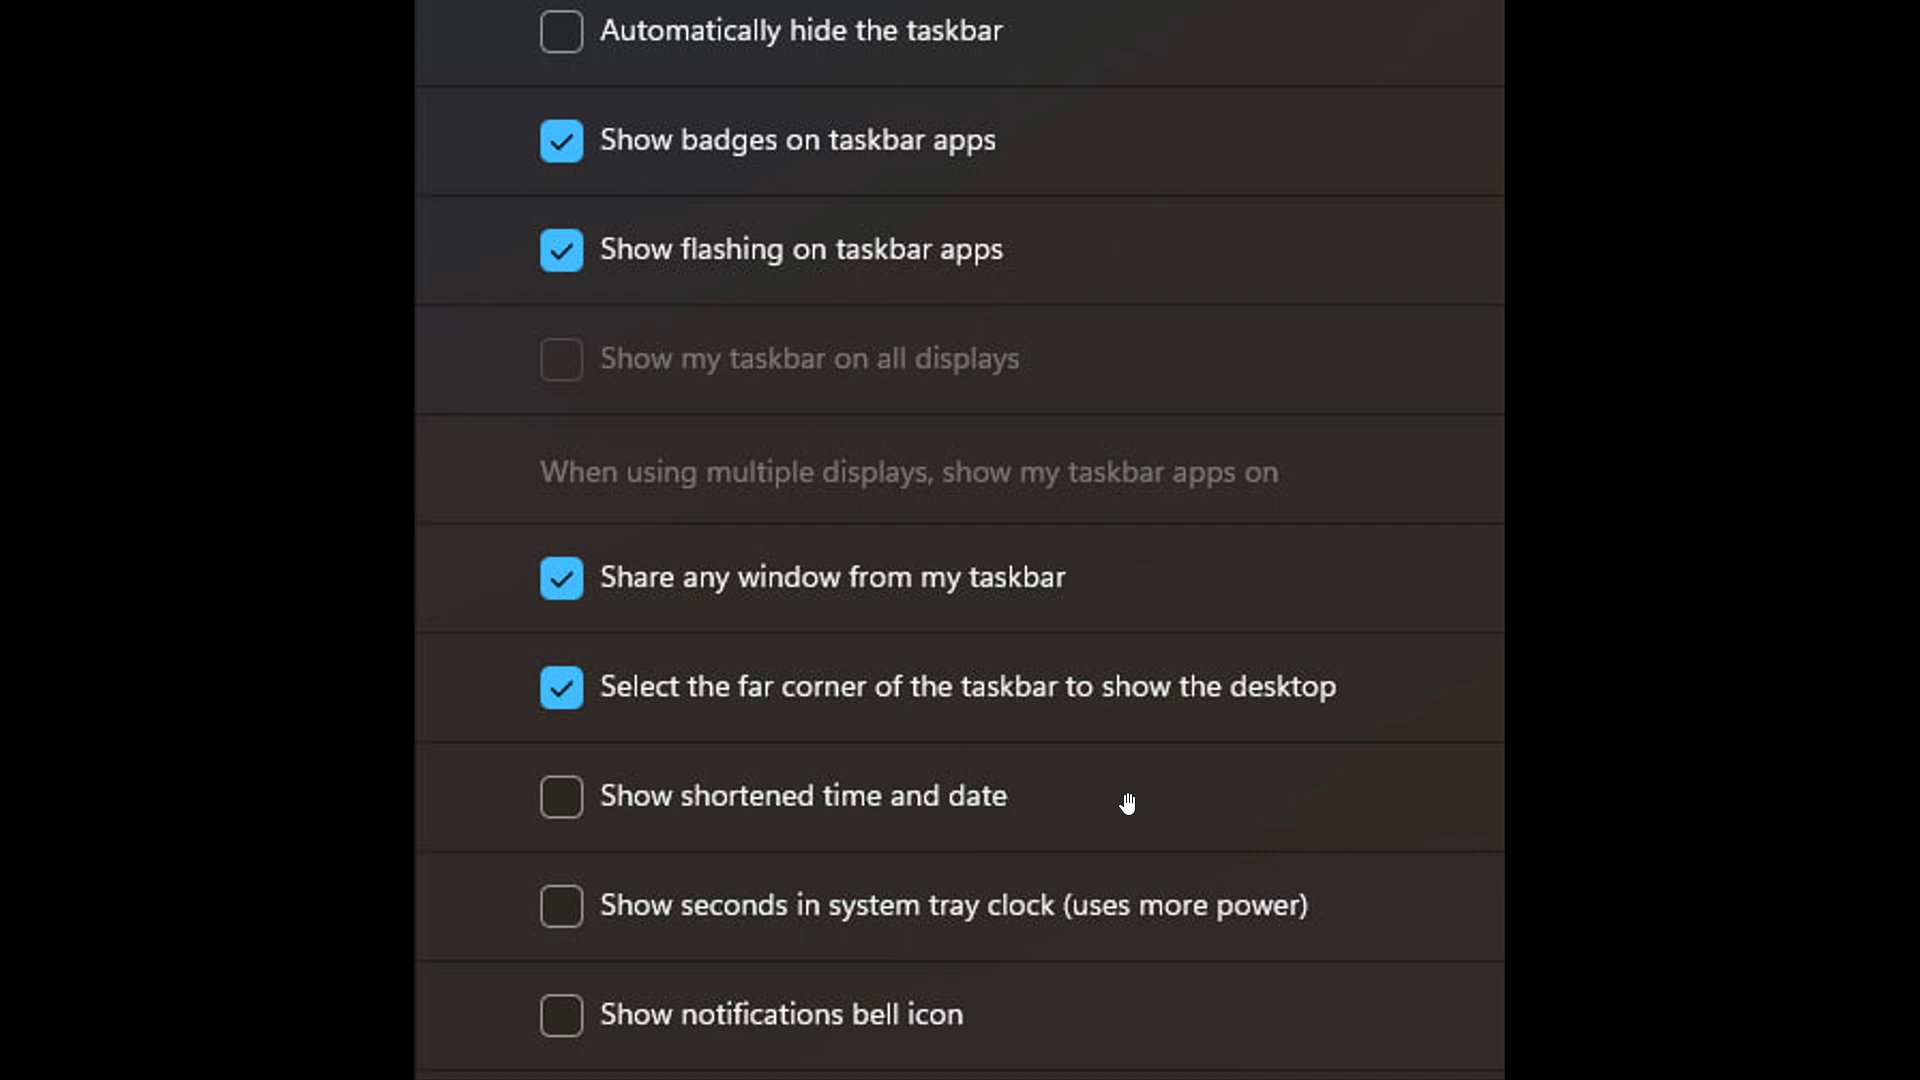 Automatically hide the taskbar
Show badges on taskbar apps
Show flashing on taskbar apps
Show my taskbar on all displays
When using multiple displays, show my taskbar apps on
Share any window from my taskbar
Select the far corner of the taskbar to show the desktop
Show shortened time and date
Show seconds in system tray clock (uses more power)
Show notifications bell icon